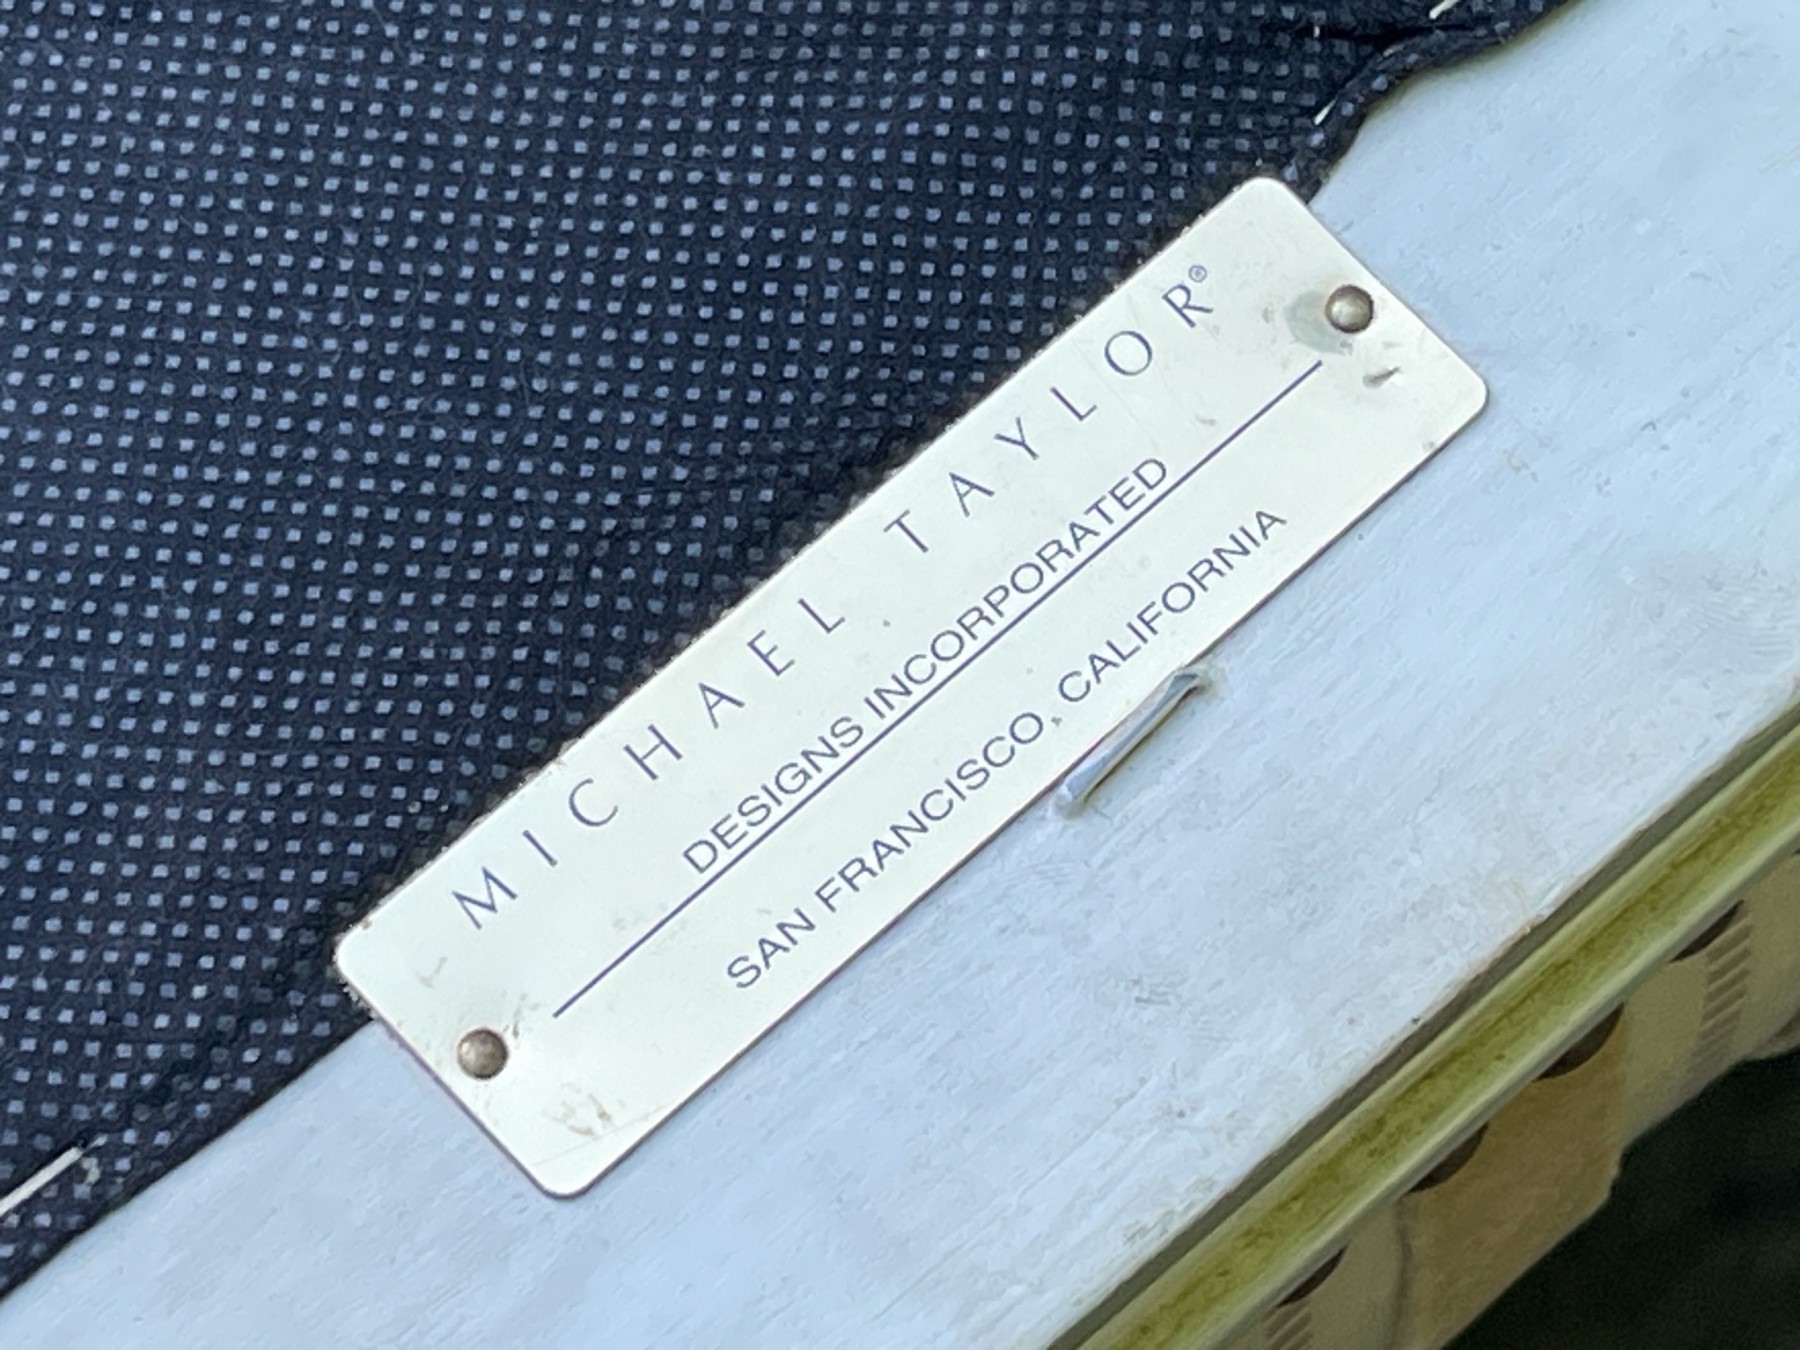 MICHAEL TAYLOR®
DESIGNS INCORPORATED
SAN FRANCISCO, CALIFORNIA